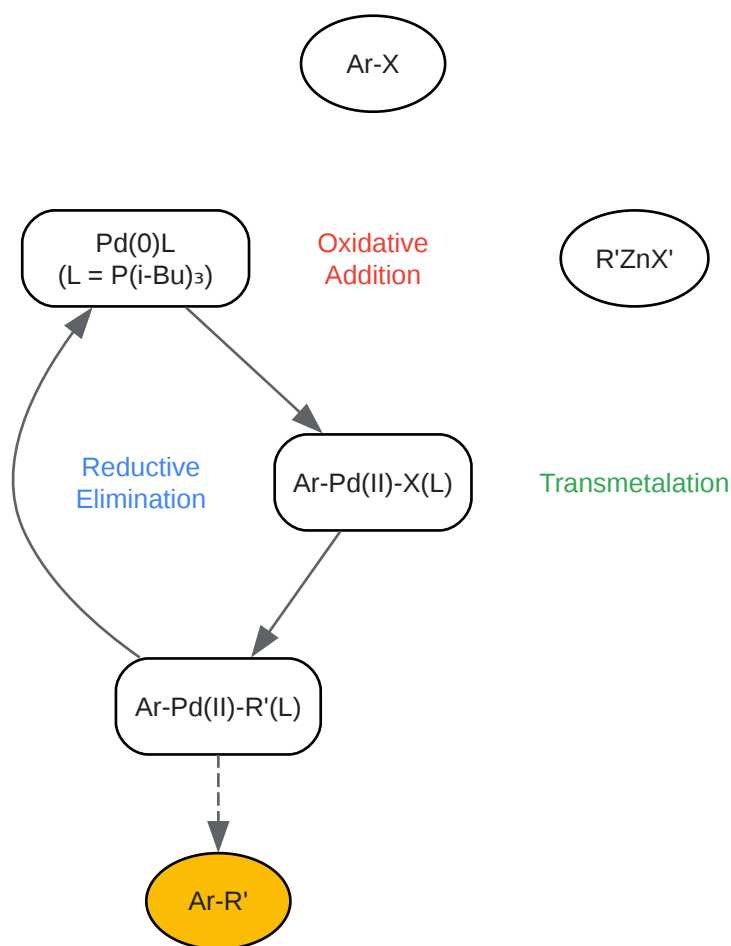 Ar-X
Pd(0)L
(L = P(i-Bu)₃)
Oxidative
Addition
R'ZnX'
Reductive
Elimination
Ar-Pd(II)-X(L)
Transmetalation
Ar-Pd(II)-R'(L)
Ar-R'